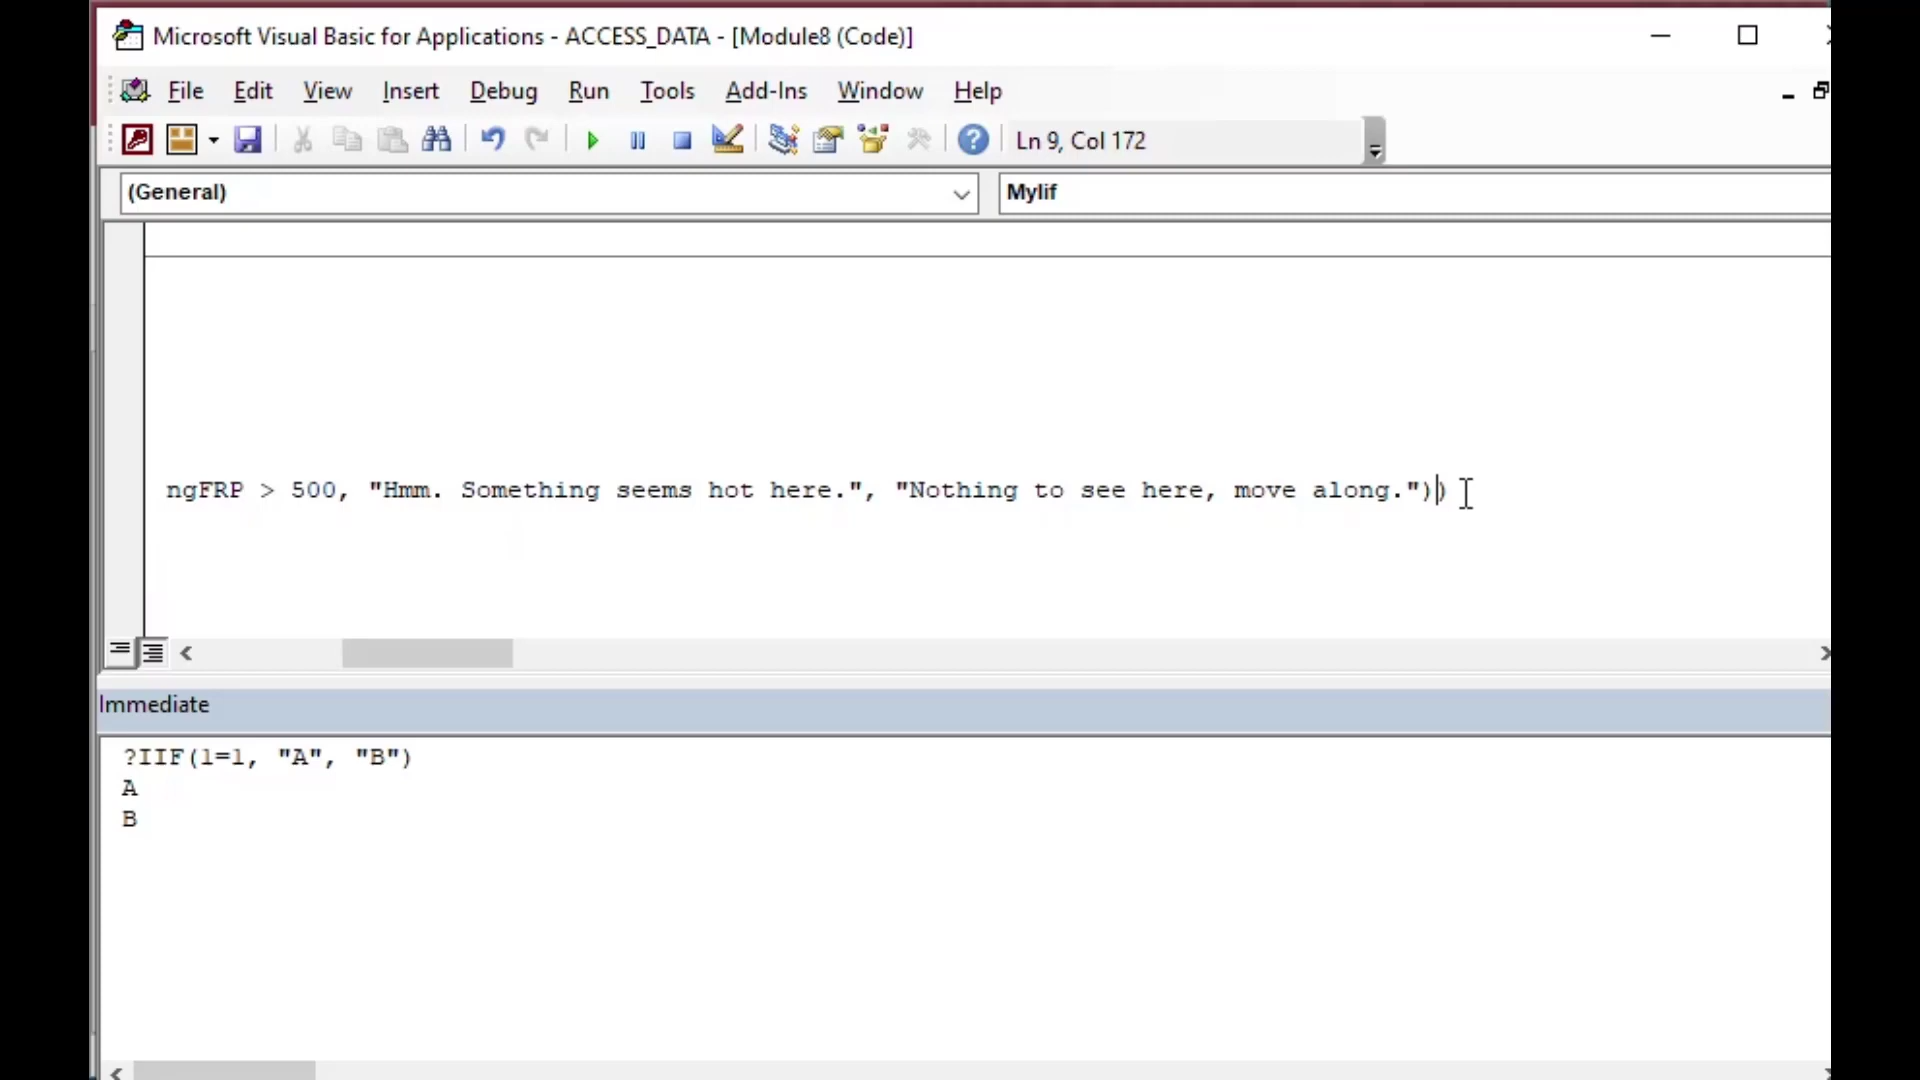 Microsoft Visual Basic for Applications - ACCESS_DATA - [Module8 (Code)]
File Edit View Insert Debug Run Tools Add-Ins Window Help
Ln 9, Col 172
(General) MyIif
ngFRP > 500, "Hmm. Something seems hot here.", "Nothing to see here, move along."))
Immediate
?IIF(1=1, "A", "B")
A
B